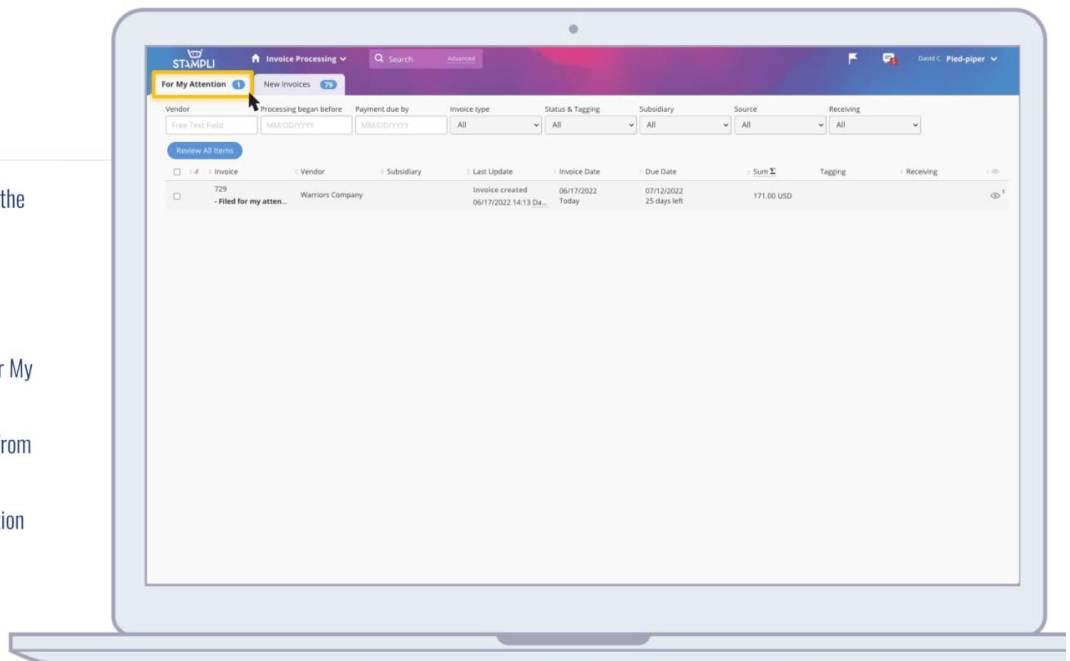 STAMPLI
Invoice Processing
Search
Advanced
David C. Pied-piper
For My Attention 1
New Invoices 79
Vendor
Processing began before
Payment due by
Invoice type
Status & Tagging
Subsidiary
Source
Receiving
Free Text Field
MM/DD/YYYY
MM/DD/YYYY
All
All
All
All
All
Review All Items
Invoice
Vendor
Subsidiary
Last Update
Invoice Date
Due Date
Sum Σ
Tagging
Receiving
729
- Filed for my atten...
Warriors Company
Invoice created
06/17/2022 14:13 Da...
06/17/2022
Today
07/12/2022
25 days left
171.00 USD
1
the
r My
rom
tion